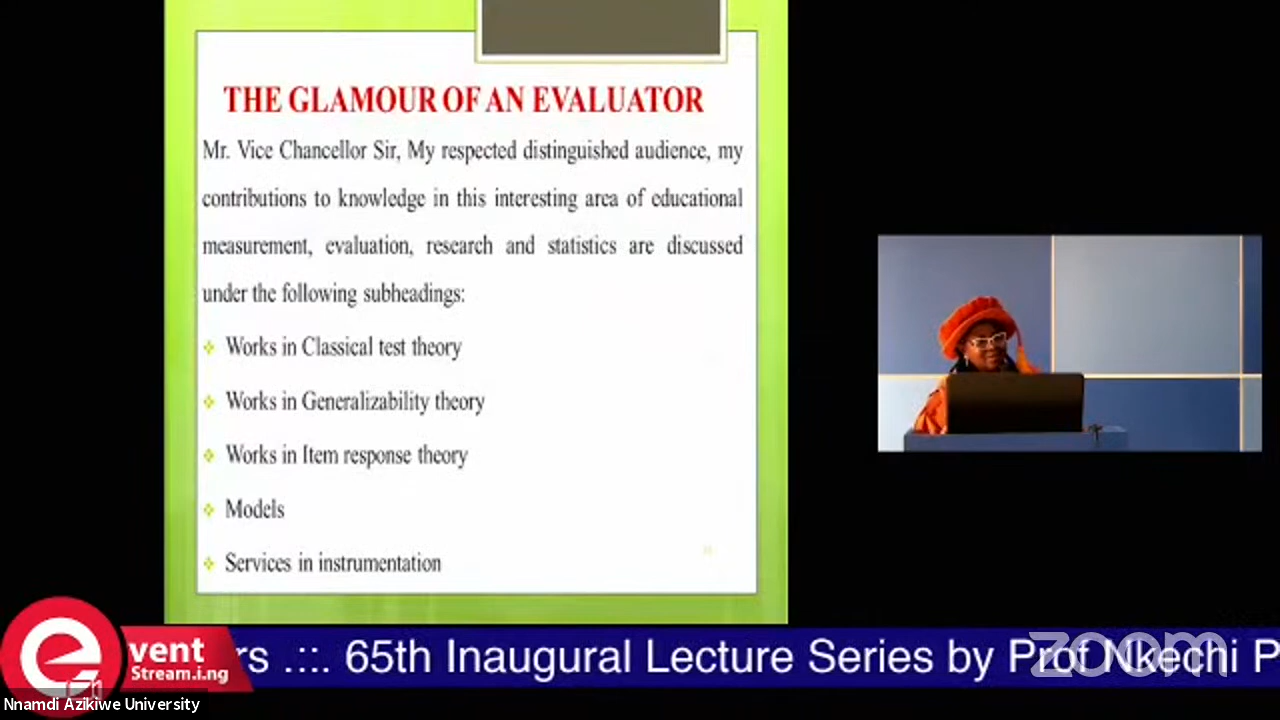 THE GLAMOUR OF AN EVALUATOR
Mr. Vice Chancellor Sir, My respected distinguished audience, my
contributions to knowledge in this interesting area of educational
measurement, evaluation, research and statistics are discussed
under the following subheadings:
Works in Classical test theory
Works in Generalizability theory
Works in Item response theory
Models
Services in instrumentation
event
Stream.i.ng
rs .::. 65th Inaugural Lecture Series by Prof Nkechi P
zoom
Nnamdi Azikiwe University